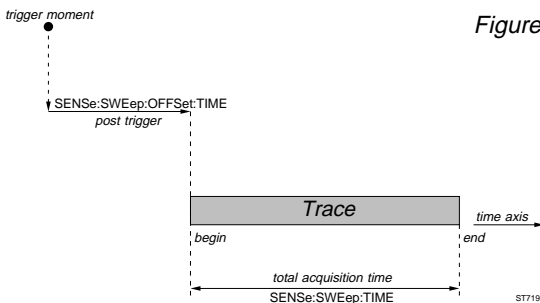 trigger moment
Figure
SENSe:SWEep:OFFSet:TIME
post trigger
Trace
time axis
begin
end
total acquisition time
SENSe:SWEep:TIME
ST719